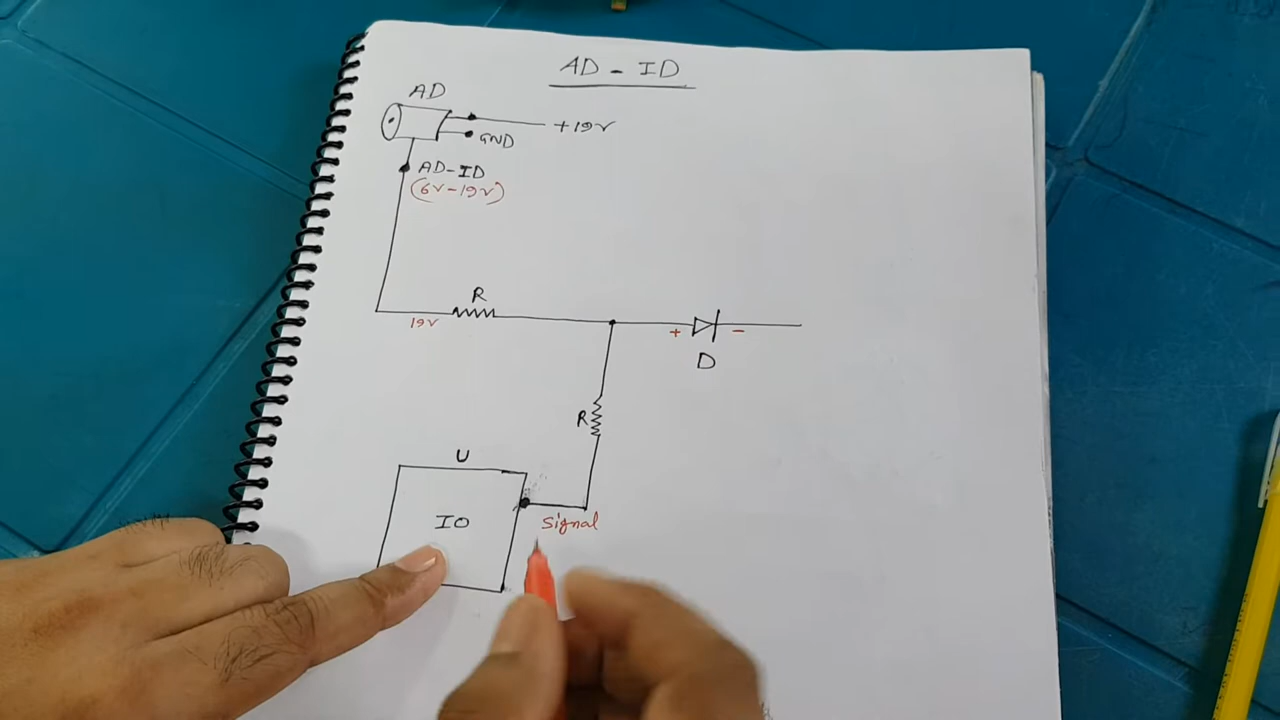 AD - ID
AD
+19V
GND
AD-ID
(6V-19V)
R
19V
+
-
D
R
U
IO
Signal